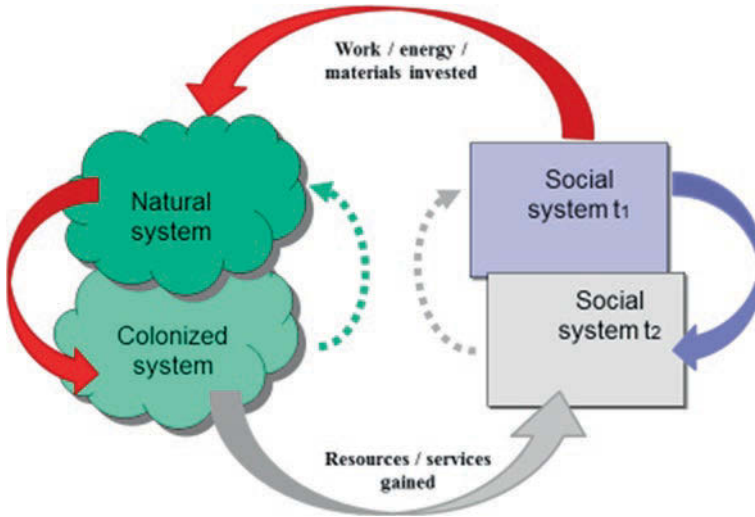 Work / energy /
materials invested
Natural
system
Social
system t₁
Colonized
system
Social
system t₂
Resources / services
gained